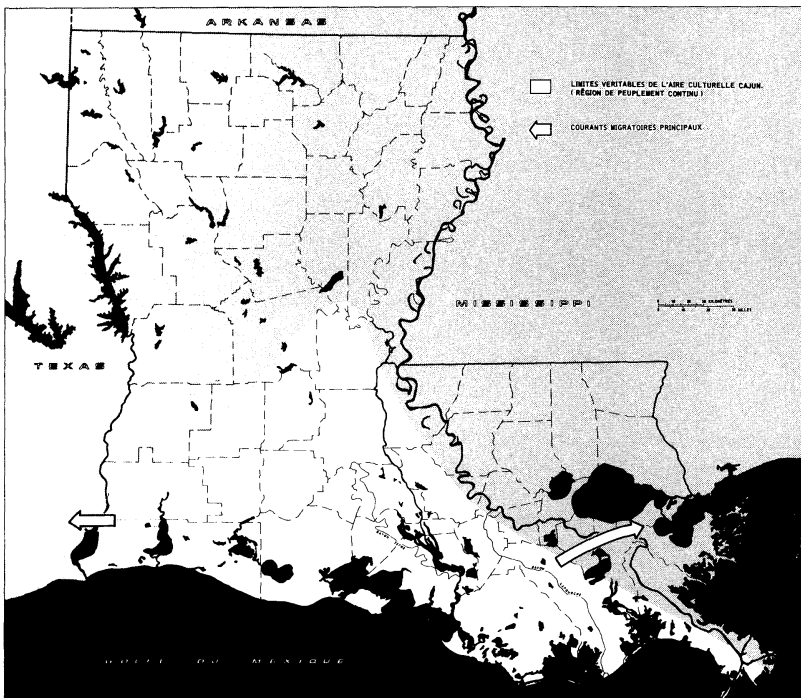 ARKANSAS
LIMITES VERITABLES DE L'AIRE CULTURELLE CAJUN.
(RÉGION DE PEUPLEMENT CONTINU)
COURANTS MIGRATOIRES PRINCIPAUX
MISSISSIPPI
TEXAS
GOLFE DU MEXIQUE